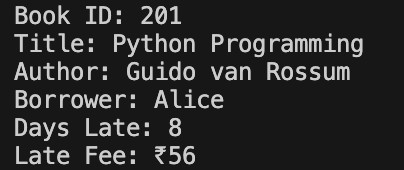 Book ID: 201
Title: Python Programming
Author: Guido van Rossum
Borrower: Alice
Days Late: 8
Late Fee: ₹56